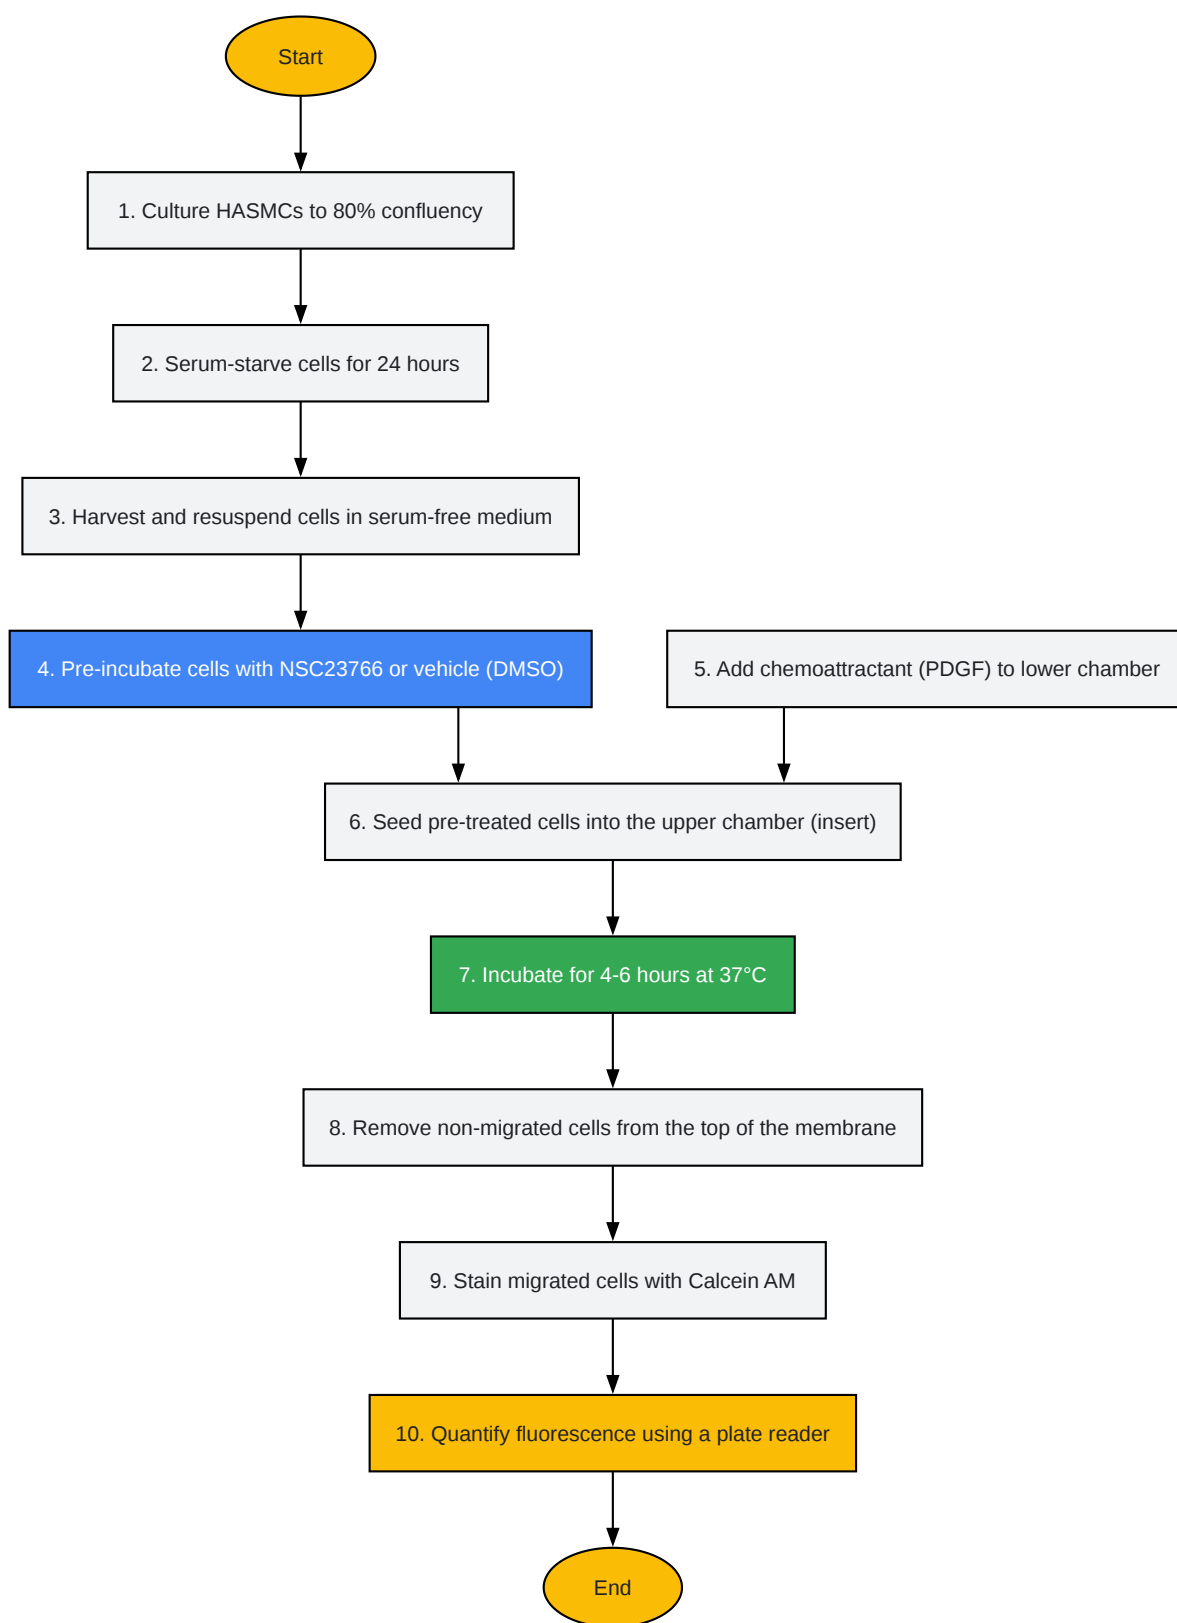 Start
1. Culture HASMCs to 80% confluency
2. Serum-starve cells for 24 hours
3. Harvest and resuspend cells in serum-free medium
4. Pre-incubate cells with NSC23766 or vehicle (DMSO)
5. Add chemoattractant (PDGF) to lower chamber
6. Seed pre-treated cells into the upper chamber (insert)
7. Incubate for 4-6 hours at 37°C
8. Remove non-migrated cells from the top of the membrane
9. Stain migrated cells with Calcein AM
10. Quantify fluorescence using a plate reader
End